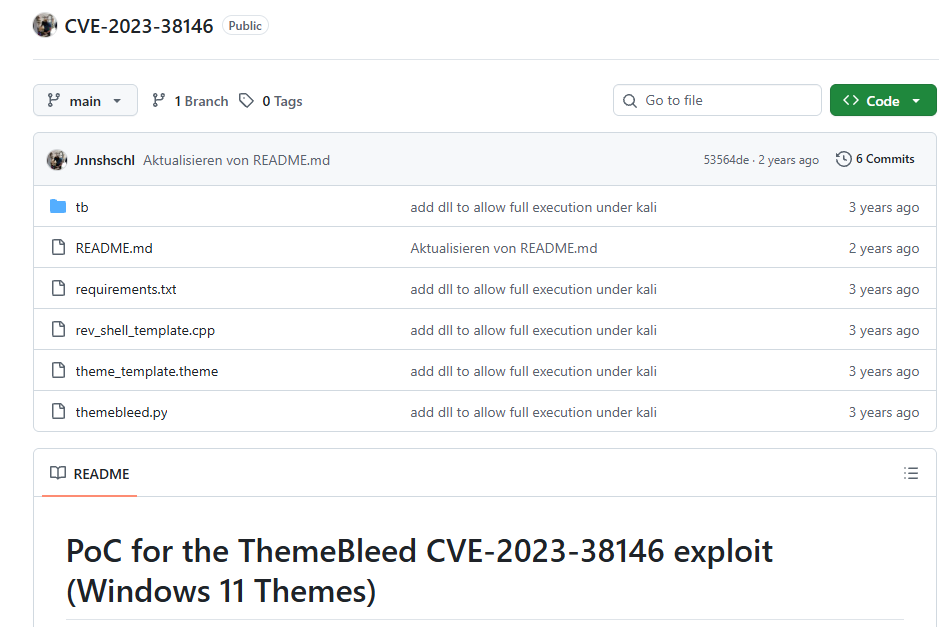 CVE-2023-38146 Public
main 1 Branch 0 Tags Go to file Code
Jnnshschl Aktualisieren von README.md 53564de · 2 years ago 6 Commits
tb add dll to allow full execution under kali 3 years ago
README.md Aktualisieren von README.md 2 years ago
requirements.txt add dll to allow full execution under kali 3 years ago
rev_shell_template.cpp add dll to allow full execution under kali 3 years ago
theme_template.theme add dll to allow full execution under kali 3 years ago
themebleed.py add dll to allow full execution under kali 3 years ago
README
PoC for the ThemeBleed CVE-2023-38146 exploit
(Windows 11 Themes)